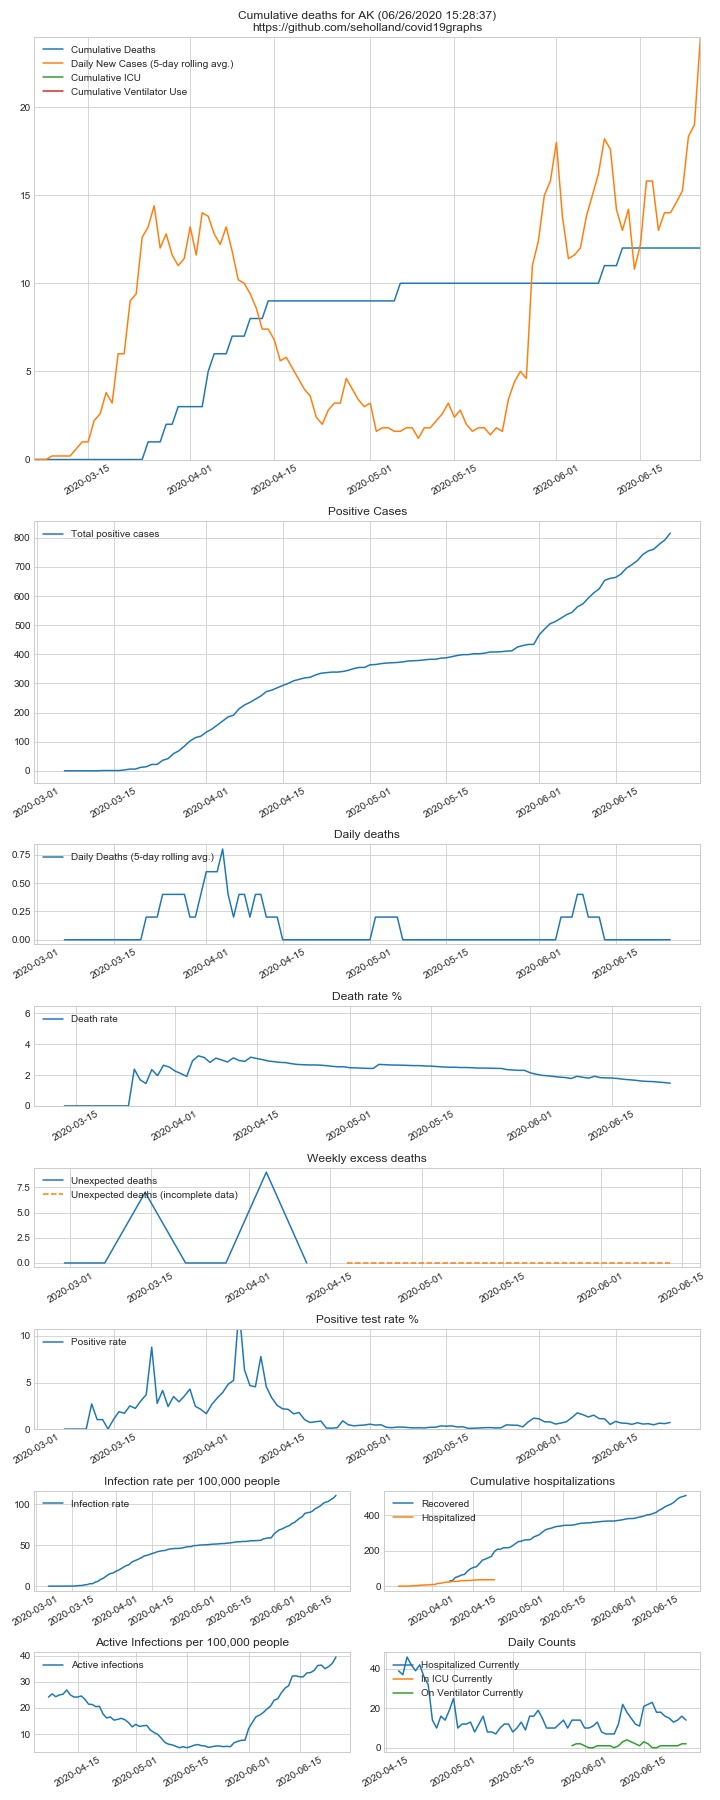 Cumulative deaths for AK (06/26/2020 15:28:37)
https://github.com/seholland/covid19graphs
Cumulative Deaths
Daily New Cases (5-day rolling avg.)
Cumulative ICU
Cumulative Ventilator Use
20
15
10
5
0
2020-03-15 2020-04-01 2020-04-15 2020-05-01 2020-05-15 2020-06-01 2020-06-15
Positive Cases
Total positive cases
800
700
600
500
400
300
200
100
0
2020-03-01 2020-03-15 2020-04-01 2020-04-15 2020-05-01 2020-05-15 2020-06-01 2020-06-15
Daily deaths
Daily Deaths (5-day rolling avg.)
0.75
0.50
0.25
0.00
2020-03-01 2020-03-15 2020-04-01 2020-04-15 2020-05-01 2020-05-15 2020-06-01 2020-06-15
Death rate %
Death rate
6
4
2
0
2020-03-15 2020-04-01 2020-04-15 2020-05-01 2020-05-15 2020-06-01 2020-06-15
Weekly excess deaths
Unexpected deaths
Unexpected deaths (incomplete data)
7.5
5.0
2.5
0.0
2020-03-01 2020-03-15 2020-04-01 2020-04-15 2020-05-01 2020-05-15 2020-06-01 2020-06-15
Positive test rate %
Positive rate
10
5
0
2020-03-01 2020-03-15 2020-04-01 2020-04-15 2020-05-01 2020-05-15 2020-06-01 2020-06-15
Infection rate per 100,000 people
Infection rate
100
50
0
2020-03-01 2020-03-15 2020-04-01 2020-04-15 2020-05-01 2020-05-15 2020-06-01 2020-06-15
Cumulative hospitalizations
Recovered
Hospitalized
400
200
0
2020-04-01 2020-04-15 2020-05-01 2020-05-15 2020-06-01 2020-06-15
Active Infections per 100,000 people
Active infections
40
30
20
10
2020-04-15 2020-05-01 2020-05-15 2020-06-01 2020-06-15
Daily Counts
Hospitalized Currently
In ICU Currently
On Ventilator Currently
40
20
0
2020-04-15 2020-05-01 2020-05-15 2020-06-01 2020-06-15